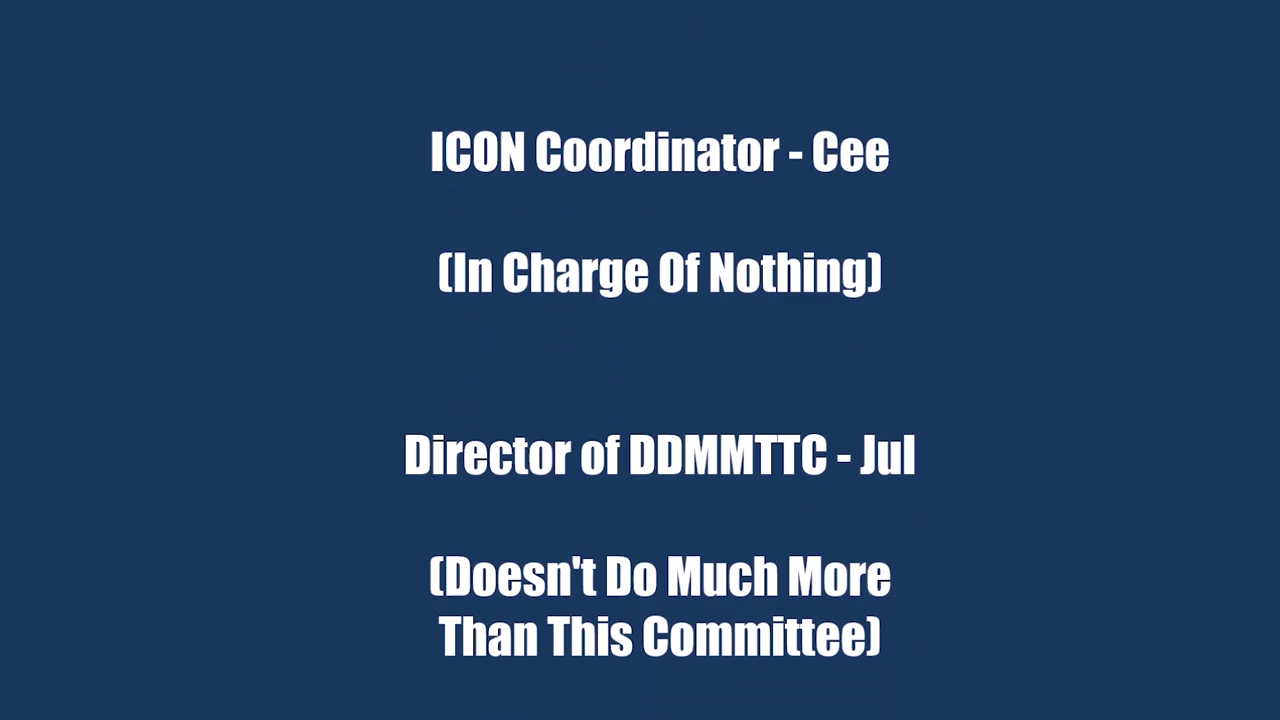 ICON Coordinator - Cee
(In Charge Of Nothing)
Director of DDMMTTC - Jul
(Doesn't Do Much More
Than This Committee)